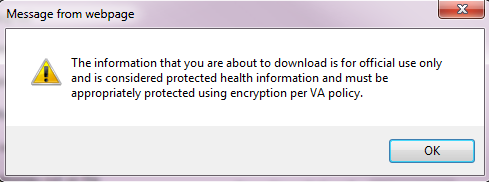 Message from webpage
The information that you are about to download is for official use only
and is considered protected health information and must be
appropriately protected using encryption per VA policy.
OK